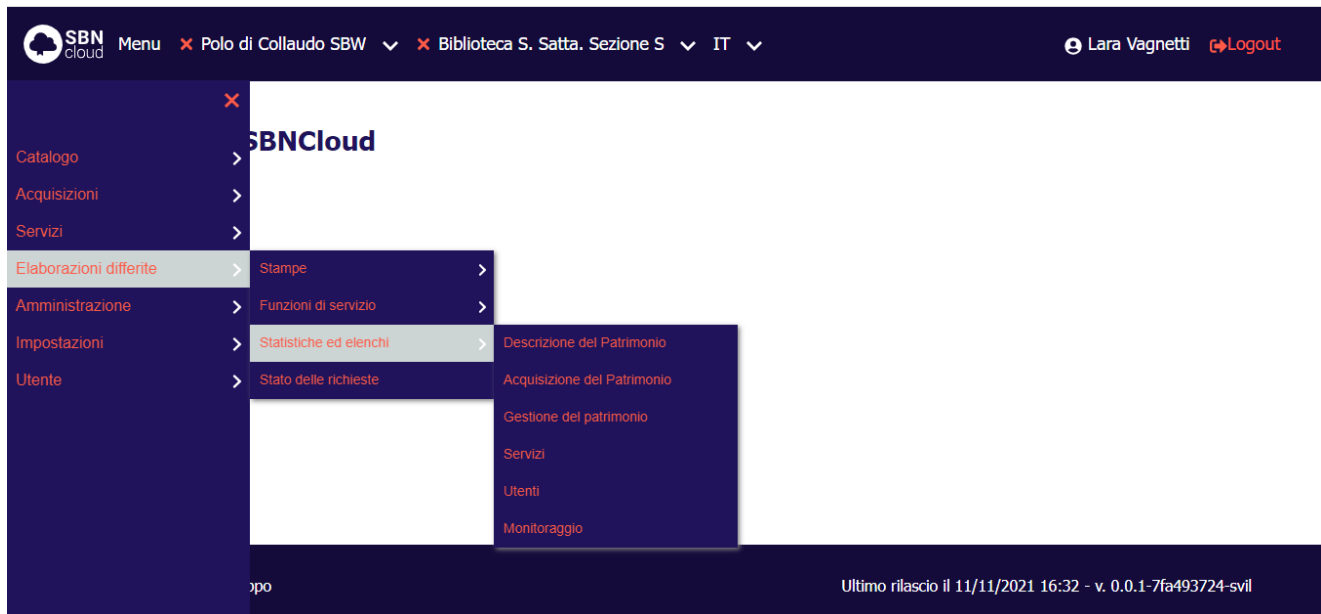 SBN
cloud
Menu
Polo di Collaudo SBW
Biblioteca S. Satta. Sezione S
IT
Lara Vagnetti
Logout
SBNCloud
Catalogo
Acquisizioni
Servizi
Elaborazioni differite
Amministrazione
Impostazioni
Utente
Stampe
Funzioni di servizio
Statistiche ed elenchi
Stato delle richieste
Descrizione del Patrimonio
Acquisizione del Patrimonio
Gestione del patrimonio
Servizi
Utenti
Monitoraggio
ppo
Ultimo rilascio il 11/11/2021 16:32 - v. 0.0.1-7fa493724-svil